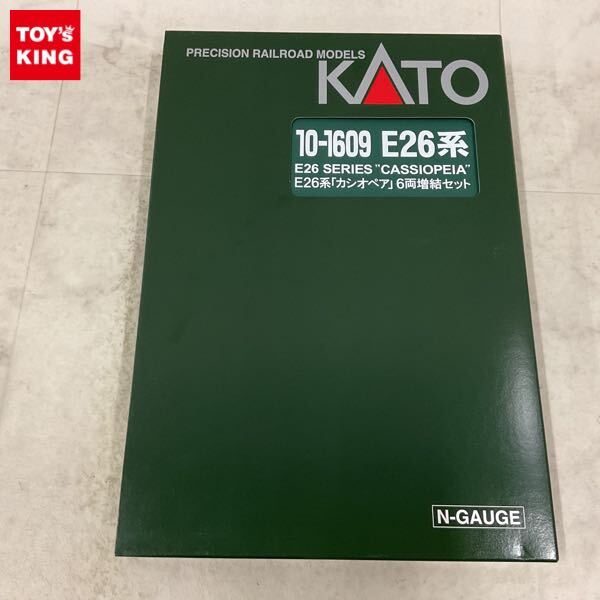 TOY's
KING
PRECISION RAILROAD MODELS
KATO
10-1609 E26系
E26 SERIES "CASSIOPEIA"
E26系「カシオペア」6両増結セット
N-GAUGE